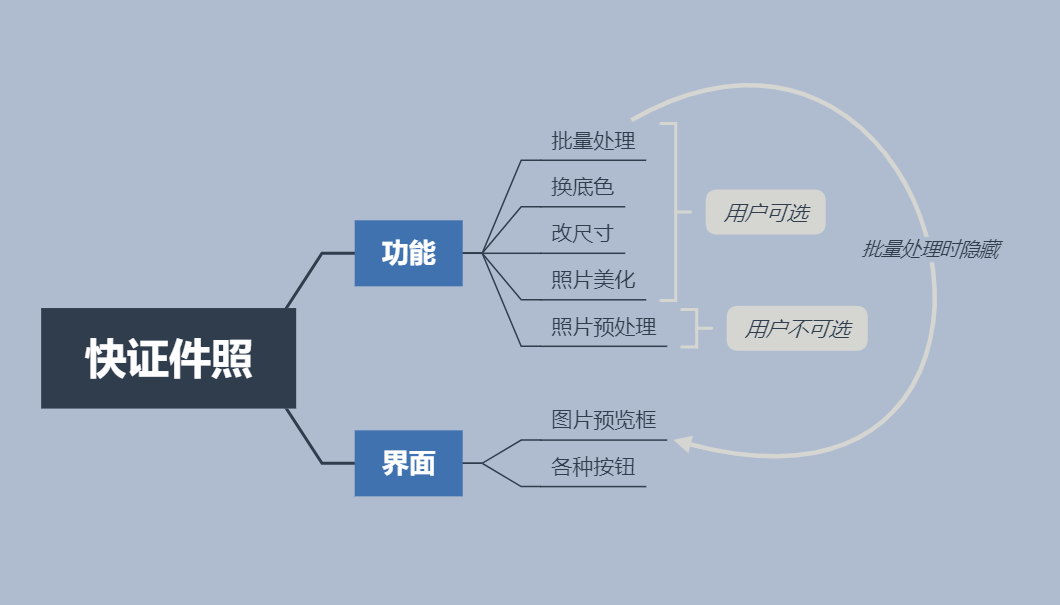 快证件照
功能
批量处理
换底色
改尺寸
照片美化
照片预处理
用户可选
用户不可选
批量处理时隐藏
界面
图片预览框
各种按钮